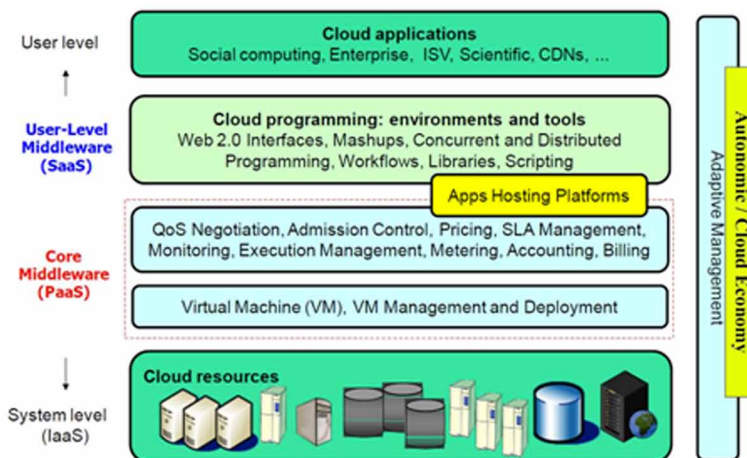 User level
Cloud applications
Social computing, Enterprise, ISV, Scientific, CDNs, ...
User-Level
Middleware
(SaaS)
Cloud programming: environments and tools
Web 2.0 Interfaces, Mashups, Concurrent and Distributed
Programming, Workflows, Libraries, Scripting
Apps Hosting Platforms
Core
Middleware
(PaaS)
QoS Negotiation, Admission Control, Pricing, SLA Management,
Monitoring, Execution Management, Metering, Accounting, Billing
Virtual Machine (VM), VM Management and Deployment
System level
(IaaS)
Cloud resources
Adaptive Management
Autonomic / Cloud Economy